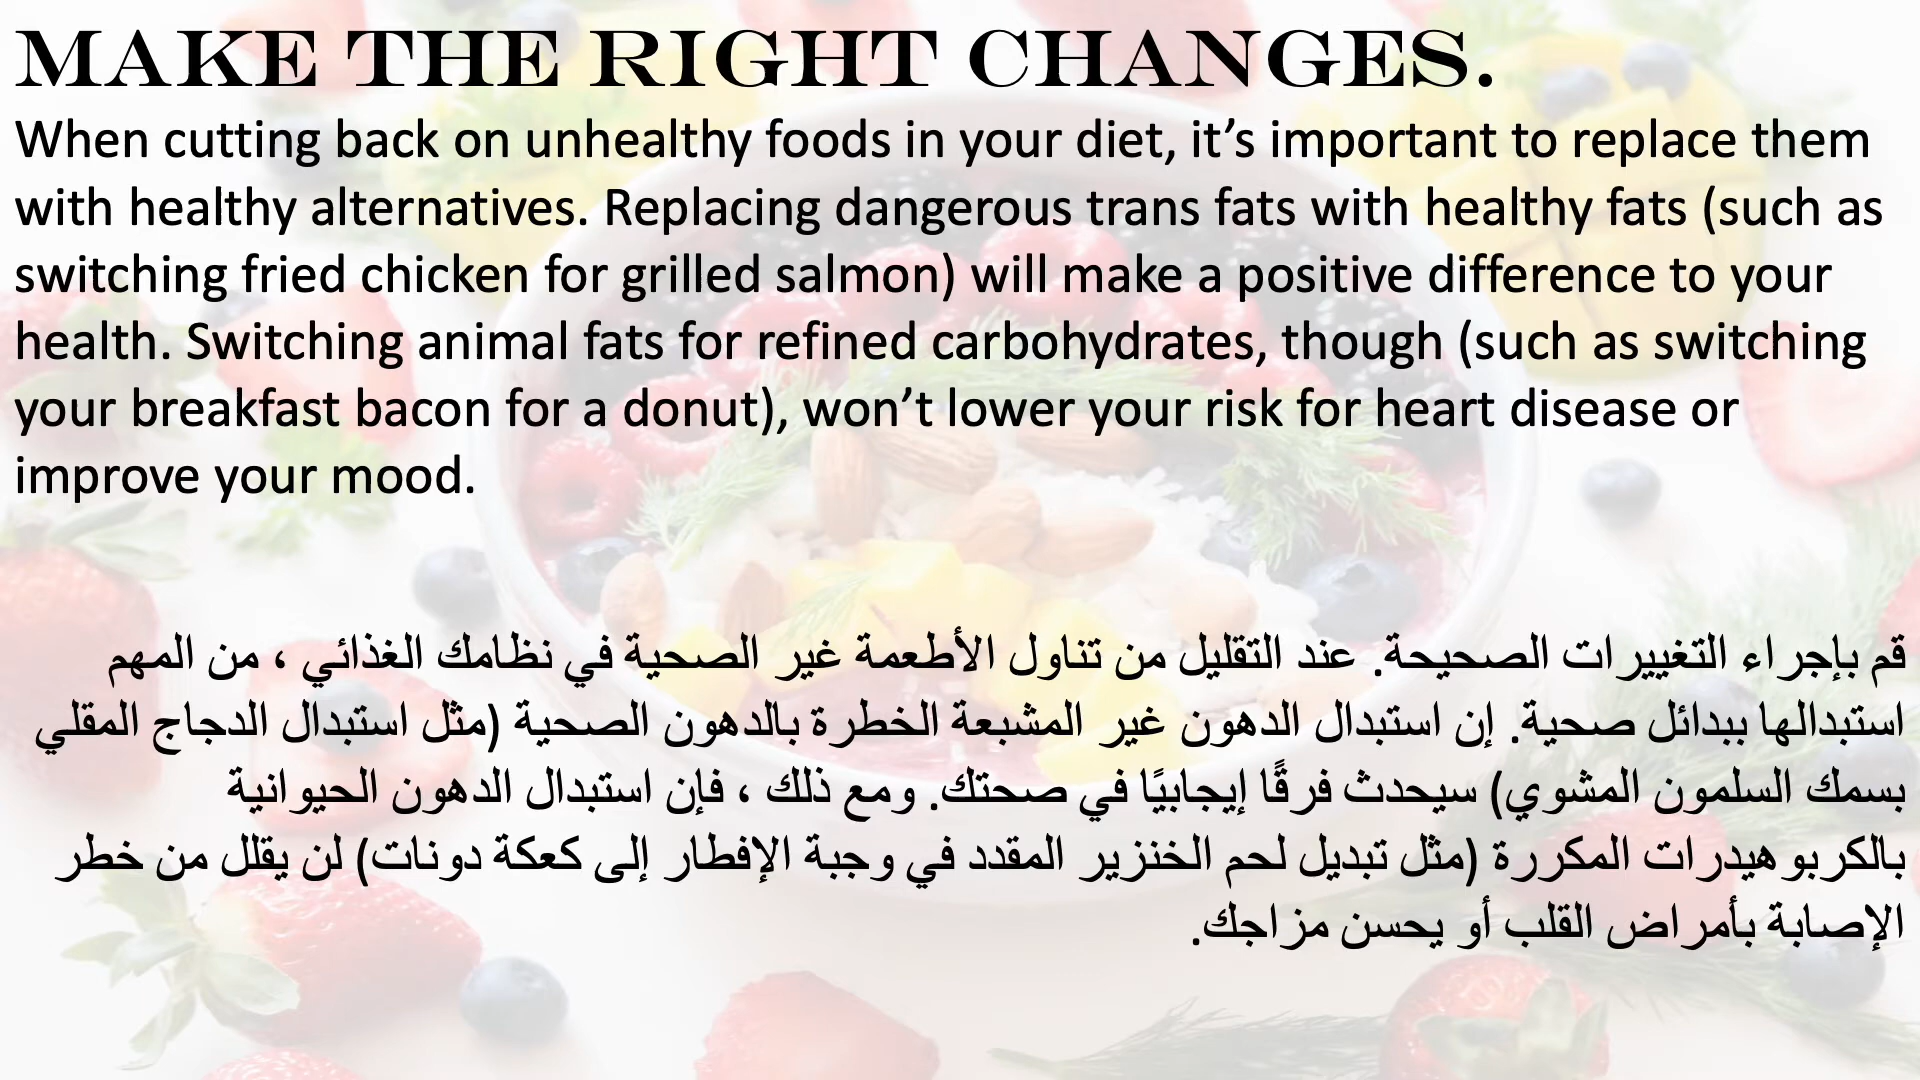 MAKE THE RIGHT CHANGES.
When cutting back on unhealthy foods in your diet, it’s important to replace them
with healthy alternatives. Replacing dangerous trans fats with healthy fats (such as
switching fried chicken for grilled salmon) will make a positive difference to your
health. Switching animal fats for refined carbohydrates, though (such as switching
your breakfast bacon for a donut), won’t lower your risk for heart disease or
improve your mood.
قم بإجراء التغييرات الصحيحة. عند التقليل من تناول الأطعمة غير الصحية في نظامك الغذائي ، من المهم
استبدالها ببدائل صحية. إن استبدال الدهون غير المشبعة الخطرة بالدهون الصحية (مثل استبدال الدجاج المقلي
بسمك السلمون المشوي) سيحدث فرقًا إيجابيًا في صحتك. ومع ذلك ، فإن استبدال الدهون الحيوانية
بالكربوهيدرات المكررة (مثل تبديل لحم الخنزير المقدد في وجبة الإفطار إلى كعكة دونات) لن يقلل من خطر
الإصابة بأمراض القلب أو يحسن مزاجك.